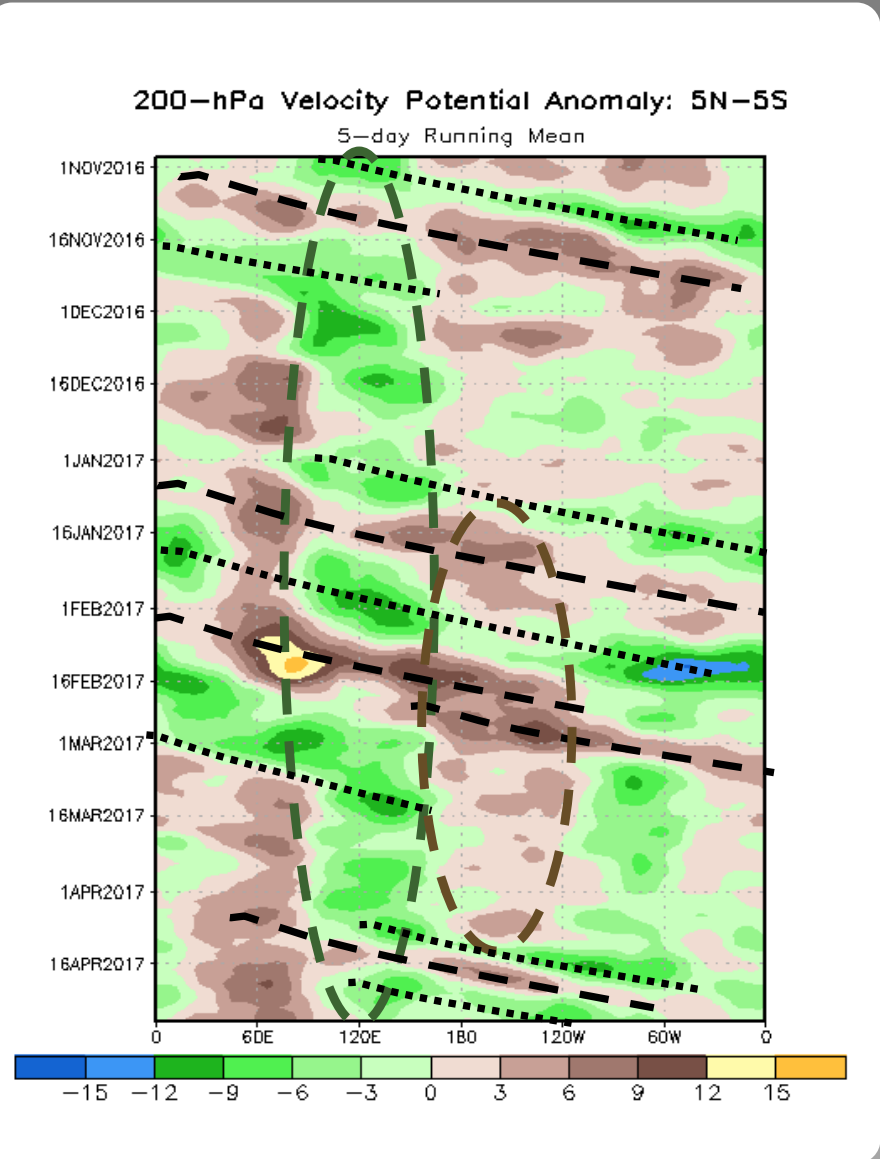 200-hPa Velocity Potential Anomaly: 5N-5S
5-day Running Mean
1NOV2016
16NOV2016
1DEC2016
16DEC2016
1JAN2017
16JAN2017
1FEB2017
16FEB2017
1MAR2017
16MAR2017
1APR2017
16APR2017
0 60E 120E 180 120W 60W 0
-15 -12 -9 -6 -3 0 3 6 9 12 15